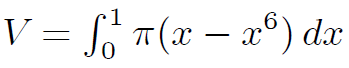 V = ∫₀¹ π(x − x⁶) dx